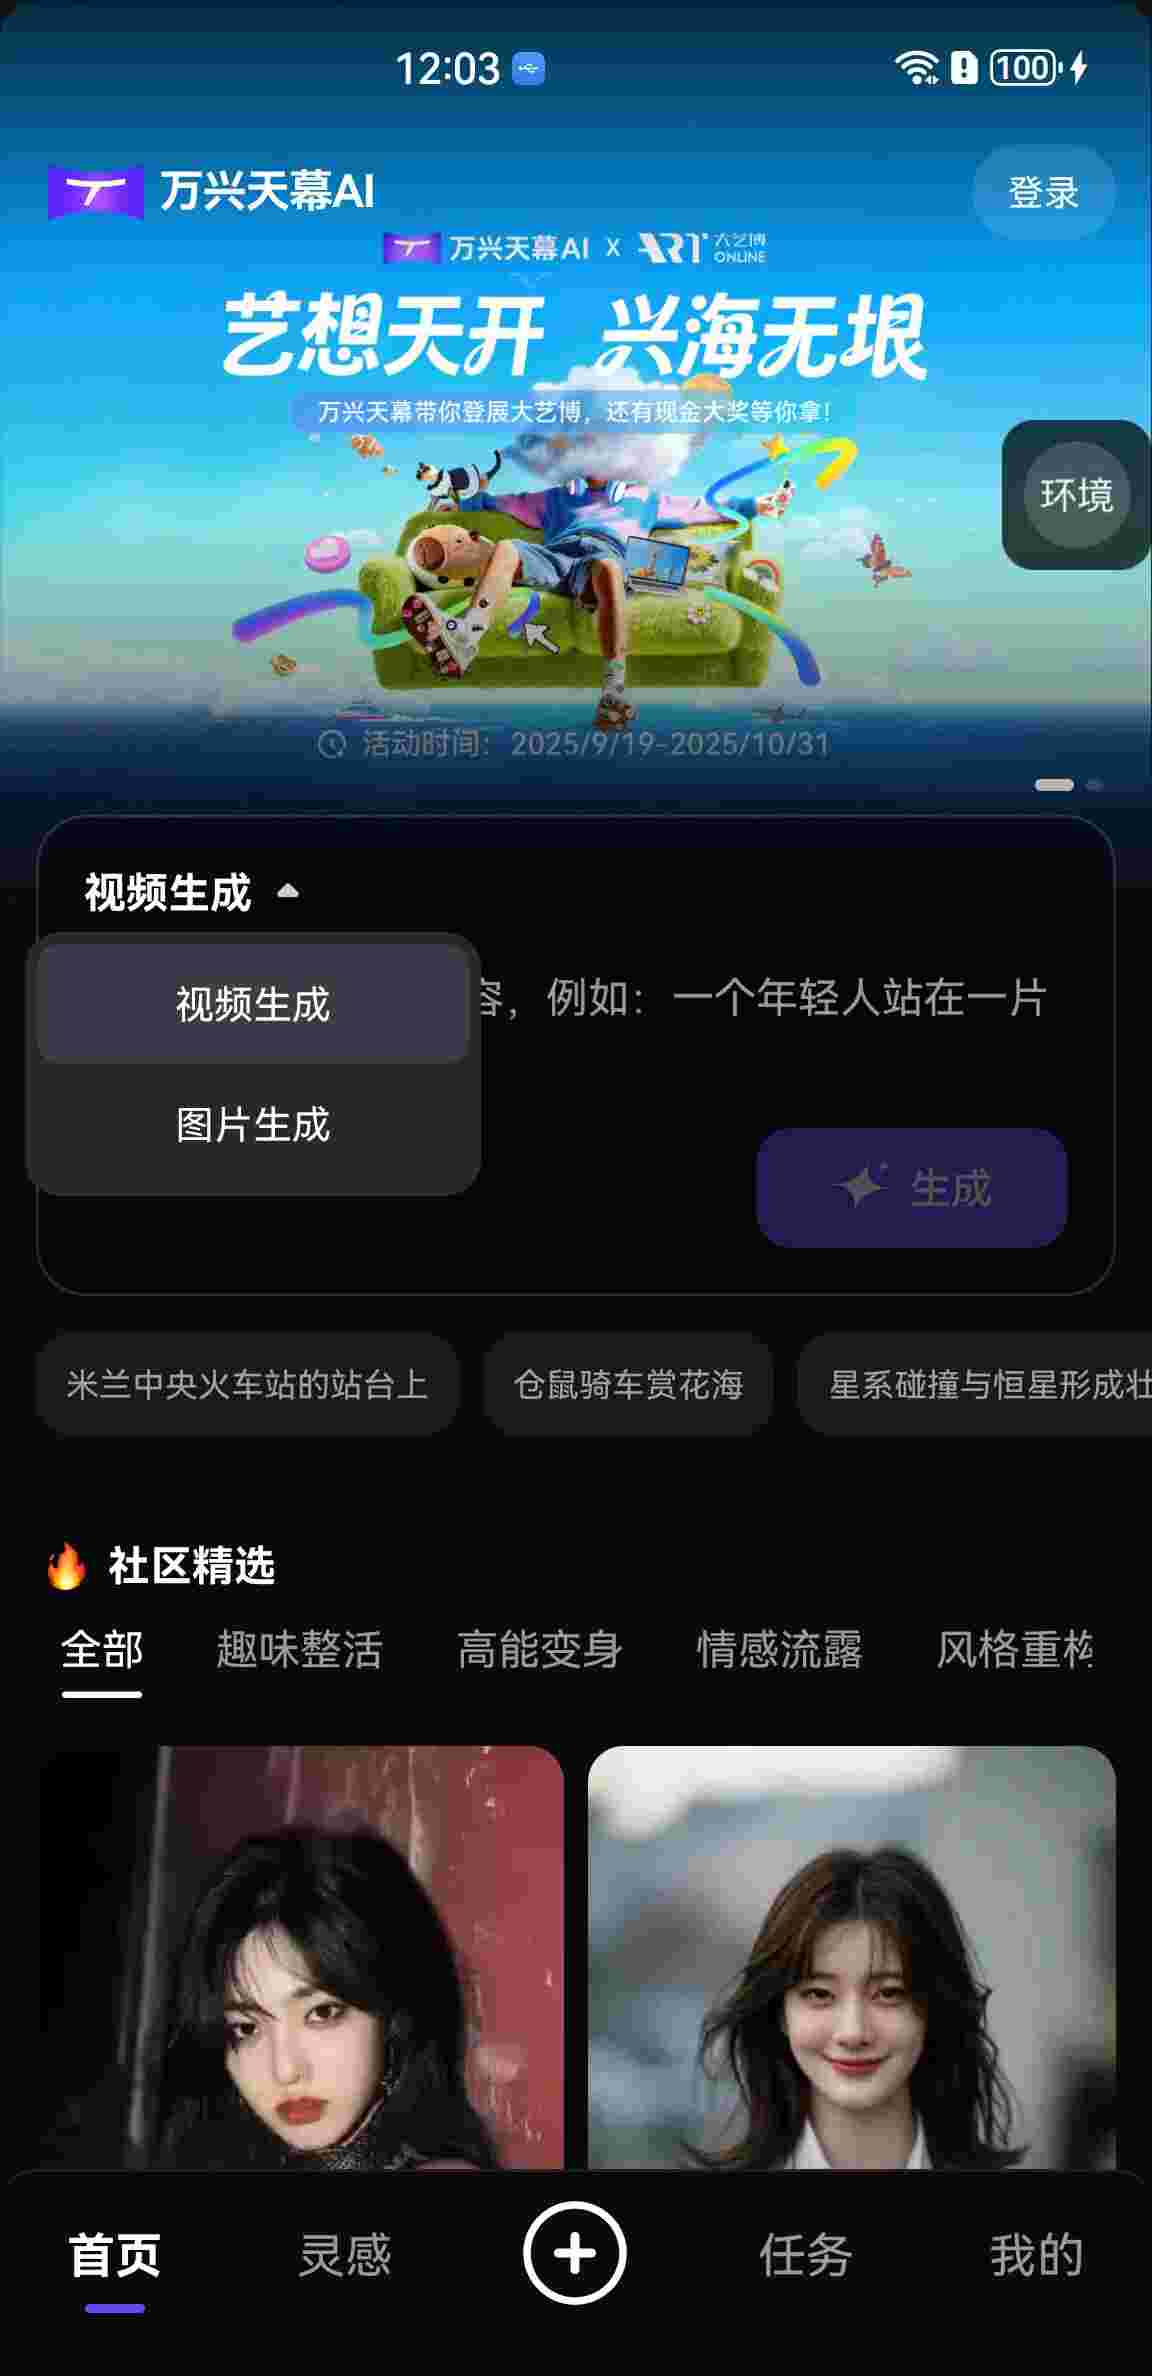 12:03
100
万兴天幕AI
登录
万兴天幕AI X ART 大艺博 ONLINE
艺想天开 兴海无垠
万兴天幕带你登展大艺博，还有现金大奖等你拿！
环境
活动时间：2025/9/19-2025/10/31
视频生成
视频生成
容，例如：一个年轻人站在一片
图片生成
生成
米兰中央火车站的站台上
仓鼠骑车赏花海
星系碰撞与恒星形成壮
社区精选
全部
趣味整活
高能变身
情感流露
风格重构
首页
灵感
任务
我的